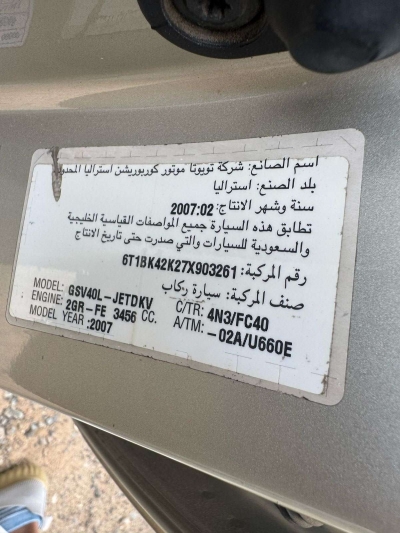 اسم الصانع: شركة تويوتا موتور كوربوريشن استراليا المحدودة
بلد الصنع: استراليا
سنة وشهر الانتاج: 2007:02
تطابق هذه السيارة جميع المواصفات القياسية الخليجية
والسعودية للسيارات والتي صدرت حتى تاريخ الانتاج
رقم المركبة: 6T1BK42K27X903261
صنف المركبة: سيارة ركاب
MODEL: GSV40L-JETDKV C/TR: 4N3/FC40
ENGINE: 2GR-FE 3456 CC. A/TM: -02A/U660E
MODEL YEAR :2007